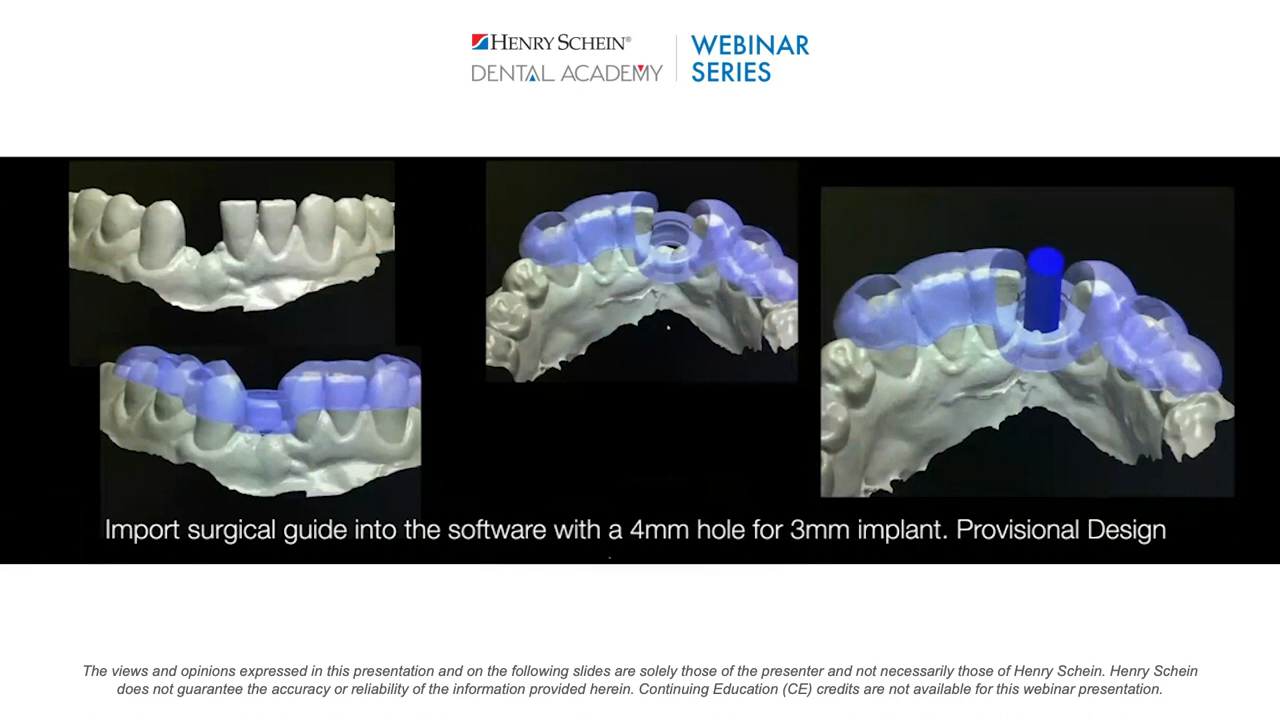 HENRY SCHEIN®
DENTAL ACADEMY
WEBINAR
SERIES
Import surgical guide into the software with a 4mm hole for 3mm implant. Provisional Design
The views and opinions expressed in this presentation and on the following slides are solely those of the presenter and not necessarily those of Henry Schein. Henry Schein
does not guarantee the accuracy or reliability of the information provided herein. Continuing Education (CE) credits are not available for this webinar presentation.